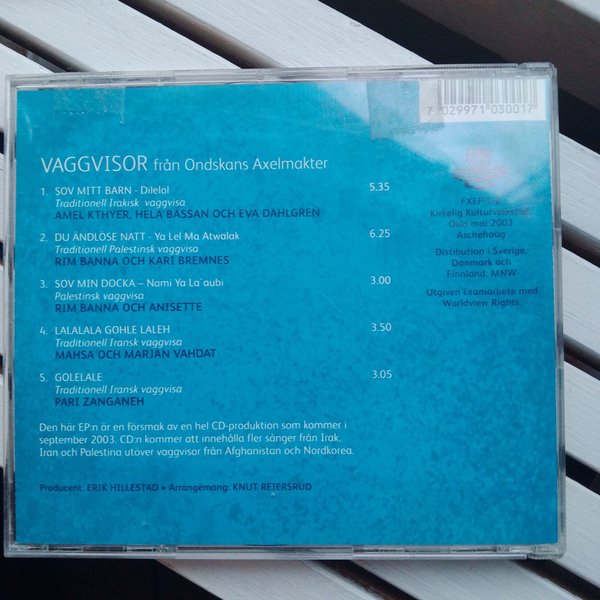 7 029971 030017
VAGGVISOR från Ondskans Axelmakter
1. SOV MITT BARN - Dilelol 5.35
Traditionell Irakisk vaggvisa
AMEL KTHYER, HELA BASSAN OCH EVA DAHLGREN
2. DU ÄNDLÖSE NATT - Ya Lel Ma Atwalak 6.25
Traditionell Palestinsk vaggvisa
RIM BANNA OCH KARI BREMNES
3. SOV MIN DOCKA – Nami Ya La´aubi 3.00
Palestinsk vaggvisa
RIM BANNA OCH ANISETTE
4. LALALALA GOHLE LALEH 3.50
Traditionell Iransk vaggvisa
MAHSA OCH MARJAN VAHDAT
5. GOLELALE 3.05
Traditionell Iransk vaggvisa
PARI ZANGANEH
Den här EP:n är en försmak av en hel CD-produktion som kommer i
september 2003. CD:n kommer att innehålla fler sånger från Irak,
Iran och Palestina utöver vaggvisor från Afghanistan och Nordkorea.
Producent: ERIK HILLESTAD • Arrangemang: KNUT REIERSRUD
FXEP
Kirkelig Kulturverksted
Oslo mai 2003
Aschehoug
Distibution i Sverige,
Danmark och
Finnland, MNW
Utgiven i samarbete med
Worldview Rights.